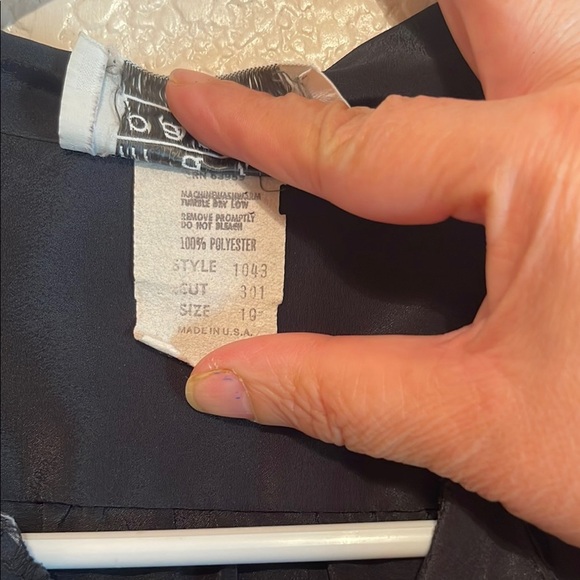 MACHINE WASH WARM
TUMBLE DRY LOW
REMOVE PROMPTLY
DO NOT BLEACH
100% POLYESTER
STYLE 1043
CUT 301
SIZE 10
MADE IN U.S.A.